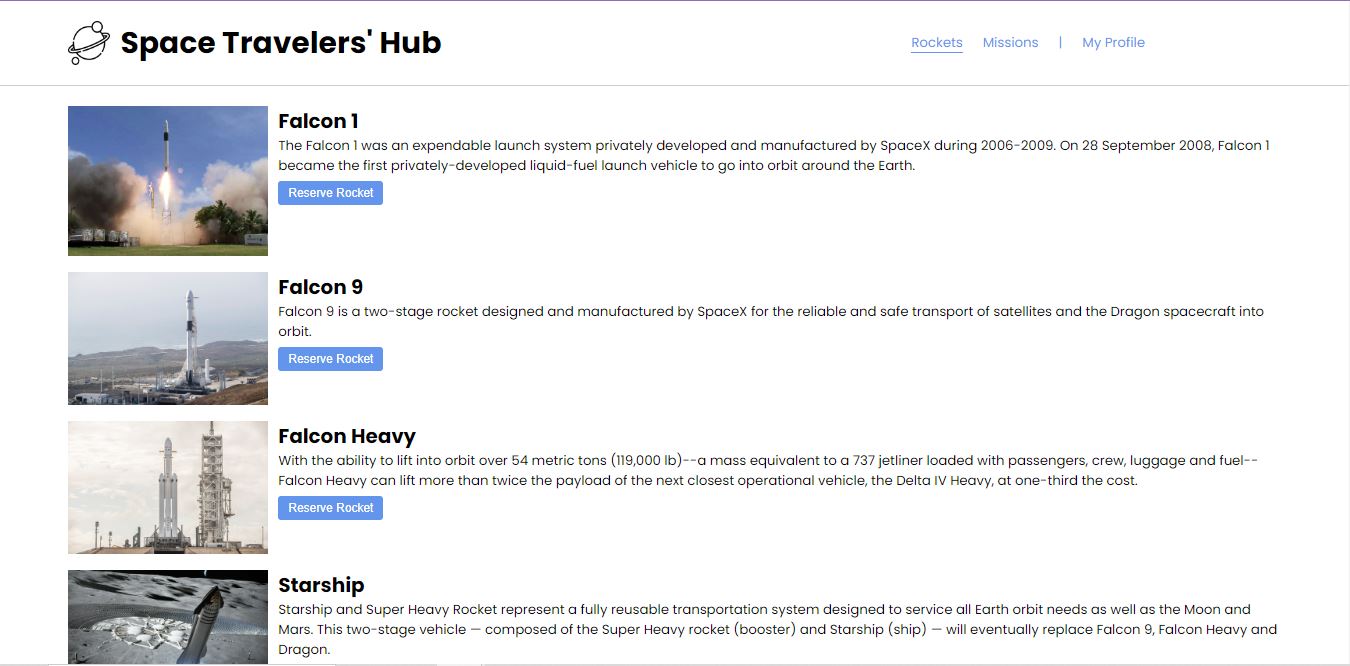 Space Travelers' Hub
Rockets Missions | My Profile
Falcon 1
The Falcon 1 was an expendable launch system privately developed and manufactured by SpaceX during 2006-2009. On 28 September 2008, Falcon 1
became the first privately-developed liquid-fuel launch vehicle to go into orbit around the Earth.
Reserve Rocket
Falcon 9
Falcon 9 is a two-stage rocket designed and manufactured by SpaceX for the reliable and safe transport of satellites and the Dragon spacecraft into
orbit.
Reserve Rocket
Falcon Heavy
With the ability to lift into orbit over 54 metric tons (119,000 lb)--a mass equivalent to a 737 jetliner loaded with passengers, crew, luggage and fuel--
Falcon Heavy can lift more than twice the payload of the next closest operational vehicle, the Delta IV Heavy, at one-third the cost.
Reserve Rocket
Starship
Starship and Super Heavy Rocket represent a fully reusable transportation system designed to service all Earth orbit needs as well as the Moon and
Mars. This two-stage vehicle — composed of the Super Heavy rocket (booster) and Starship (ship) — will eventually replace Falcon 9, Falcon Heavy and
Dragon.